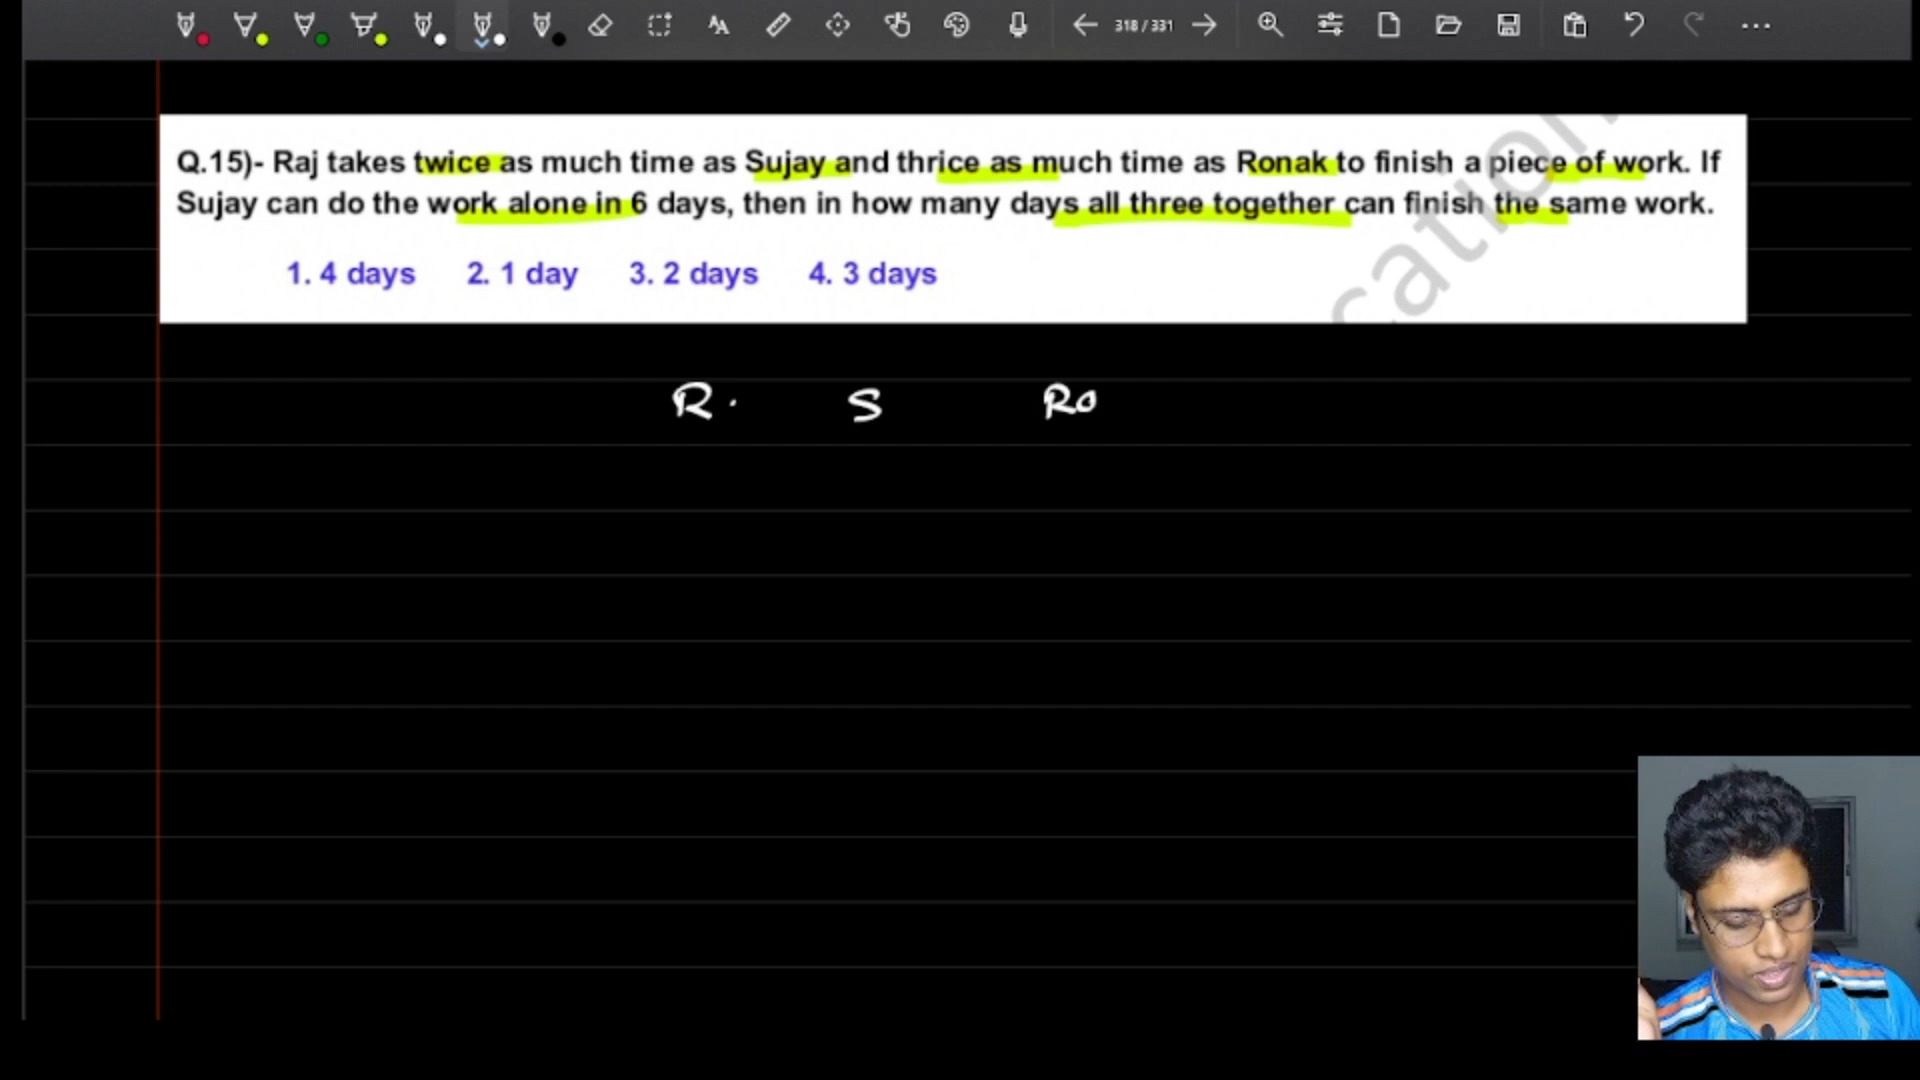 318 / 331
Q.15)- Raj takes twice as much time as Sujay and thrice as much time as Ronak to finish a piece of work. If
Sujay can do the work alone in 6 days, then in how many days all three together can finish the same work.
1. 4 days 2. 1 day 3. 2 days 4. 3 days
cation
R. S RO